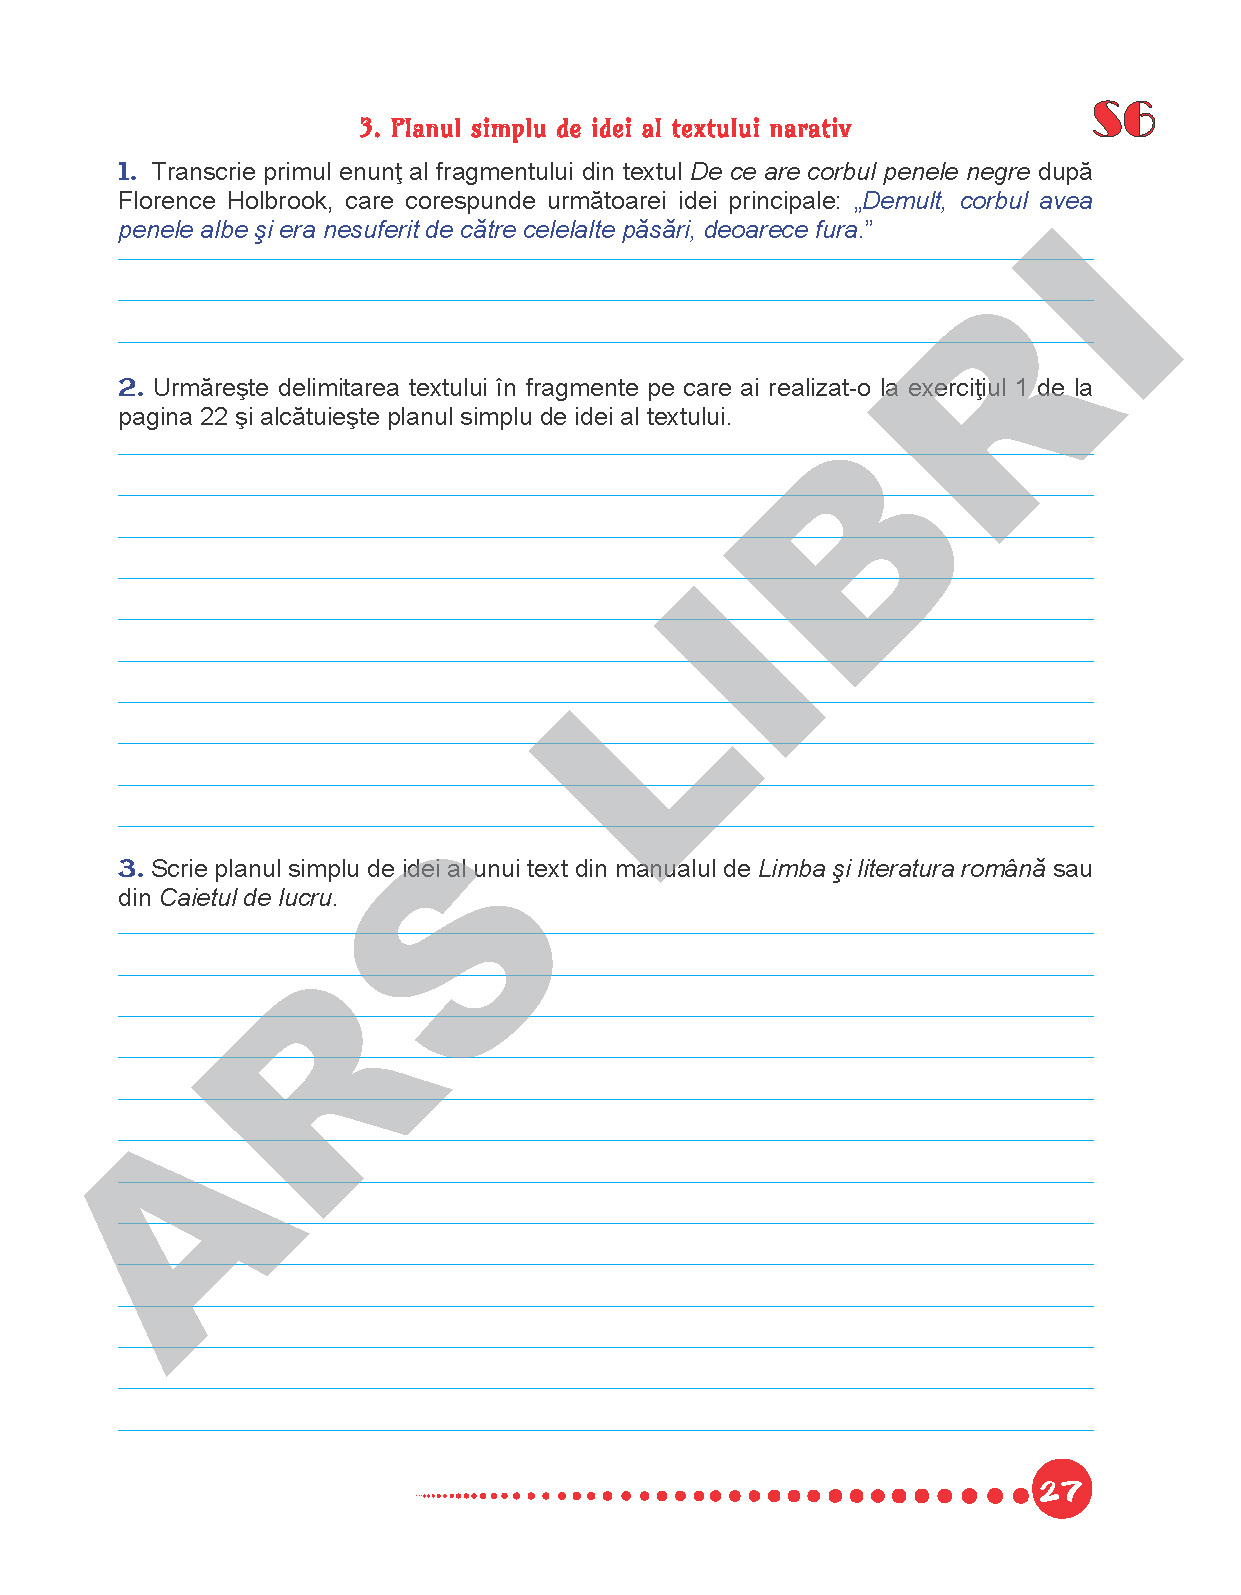 S6
3. Planul simplu de idei al textului narativ
1. Transcrie primul enunţ al fragmentului din textul De ce are corbul penele negre după
Florence Holbrook, care corespunde următoarei idei principale: „Demult, corbul avea
penele albe şi era nesuferit de către celelalte păsări, deoarece fura.”
2. Urmăreşte delimitarea textului în fragmente pe care ai realizat-o la exerciţiul 1 de la
pagina 22 şi alcătuieşte planul simplu de idei al textului.
3. Scrie planul simplu de idei al unui text din manualul de Limba şi literatura română sau
din Caietul de lucru.
ARS LIBRI
27